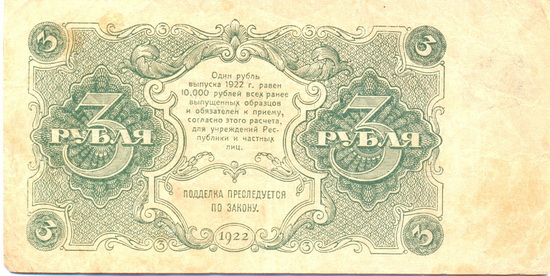 3 3
Один рубль
выпуска 1922 г. равен
10,000 рублей всех ранее
выпущенных образцов
и обязателен к приему,
согласно этого расчета,
для учреждений Рес-
публики и частных
лиц.
3 РУБЛЯ
3 РУБЛЯ
ПОДДЕЛКА ПРЕСЛЕДУЕТСЯ
ПО ЗАКОНУ.
3 1922 3